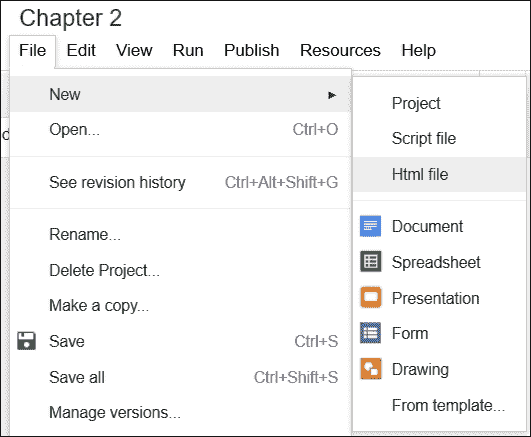 Chapter 2
File Edit View Run Publish Resources Help
New ►
Project
Open... Ctrl+O
Script file
Html file
See revision history Ctrl+Alt+Shift+G
Document
Rename...
Spreadsheet
Delete Project...
Presentation
Make a copy...
Form
Save Ctrl+S
Drawing
Save all Ctrl+Shift+S
From template...
Manage versions...